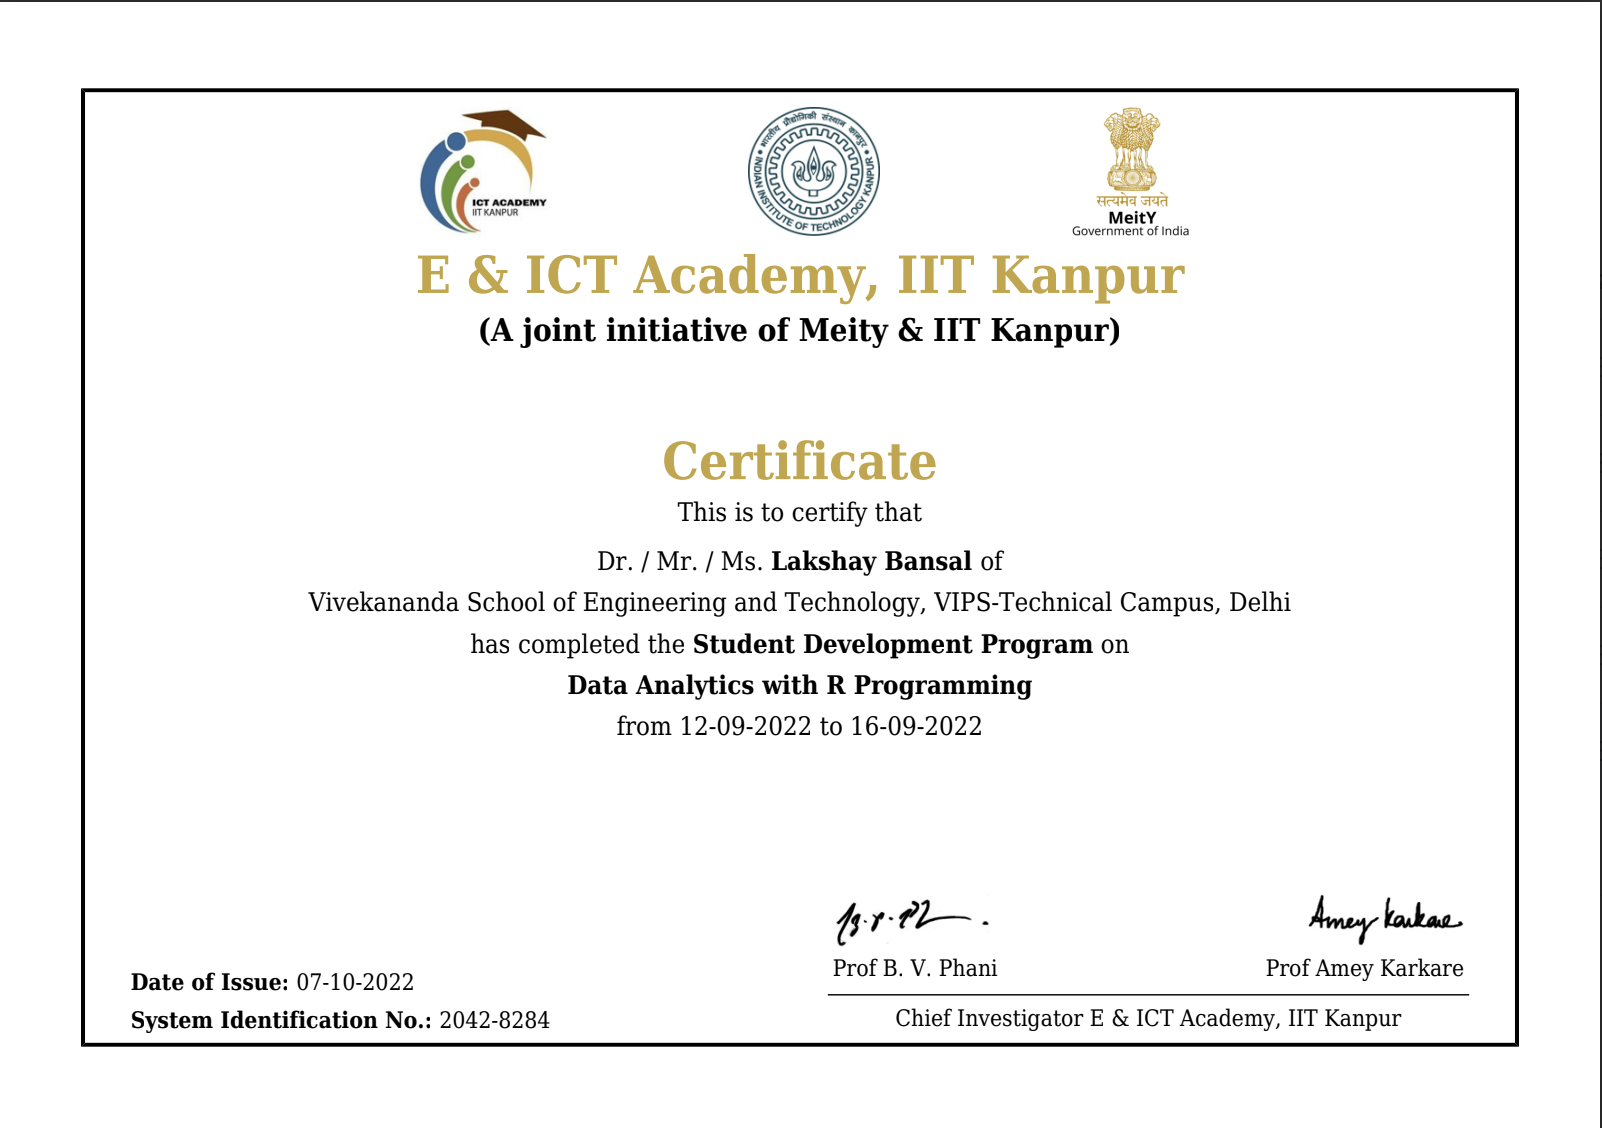 ICT ACADEMY
IIT KANPUR
भारतीय प्रौद्योगिकी संस्थान कानपुर
INDIAN INSTITUTE OF TECHNOLOGY KANPUR
सत्यमेव जयते
MeitY
Government of India
E & ICT Academy, IIT Kanpur
(A joint initiative of Meity & IIT Kanpur)
Certificate
This is to certify that
Dr. / Mr. / Ms. Lakshay Bansal of
Vivekananda School of Engineering and Technology, VIPS-Technical Campus, Delhi
has completed the Student Development Program on
Data Analytics with R Programming
from 12-09-2022 to 16-09-2022
Amey Karkare
Prof B. V. Phani
Prof Amey Karkare
Date of Issue: 07-10-2022
System Identification No.: 2042-8284
Chief Investigator E & ICT Academy, IIT Kanpur